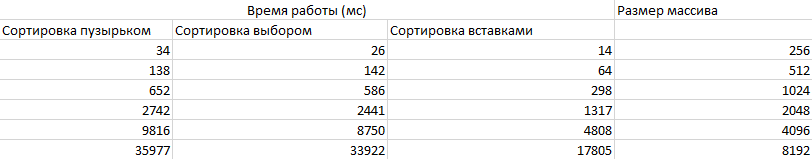 Время работы (мс) Размер массива
Сортировка пузырьком Сортировка выбором Сортировка вставками
34 26 14 256
138 142 64 512
652 586 298 1024
2742 2441 1317 2048
9816 8750 4808 4096
35977 33922 17805 8192